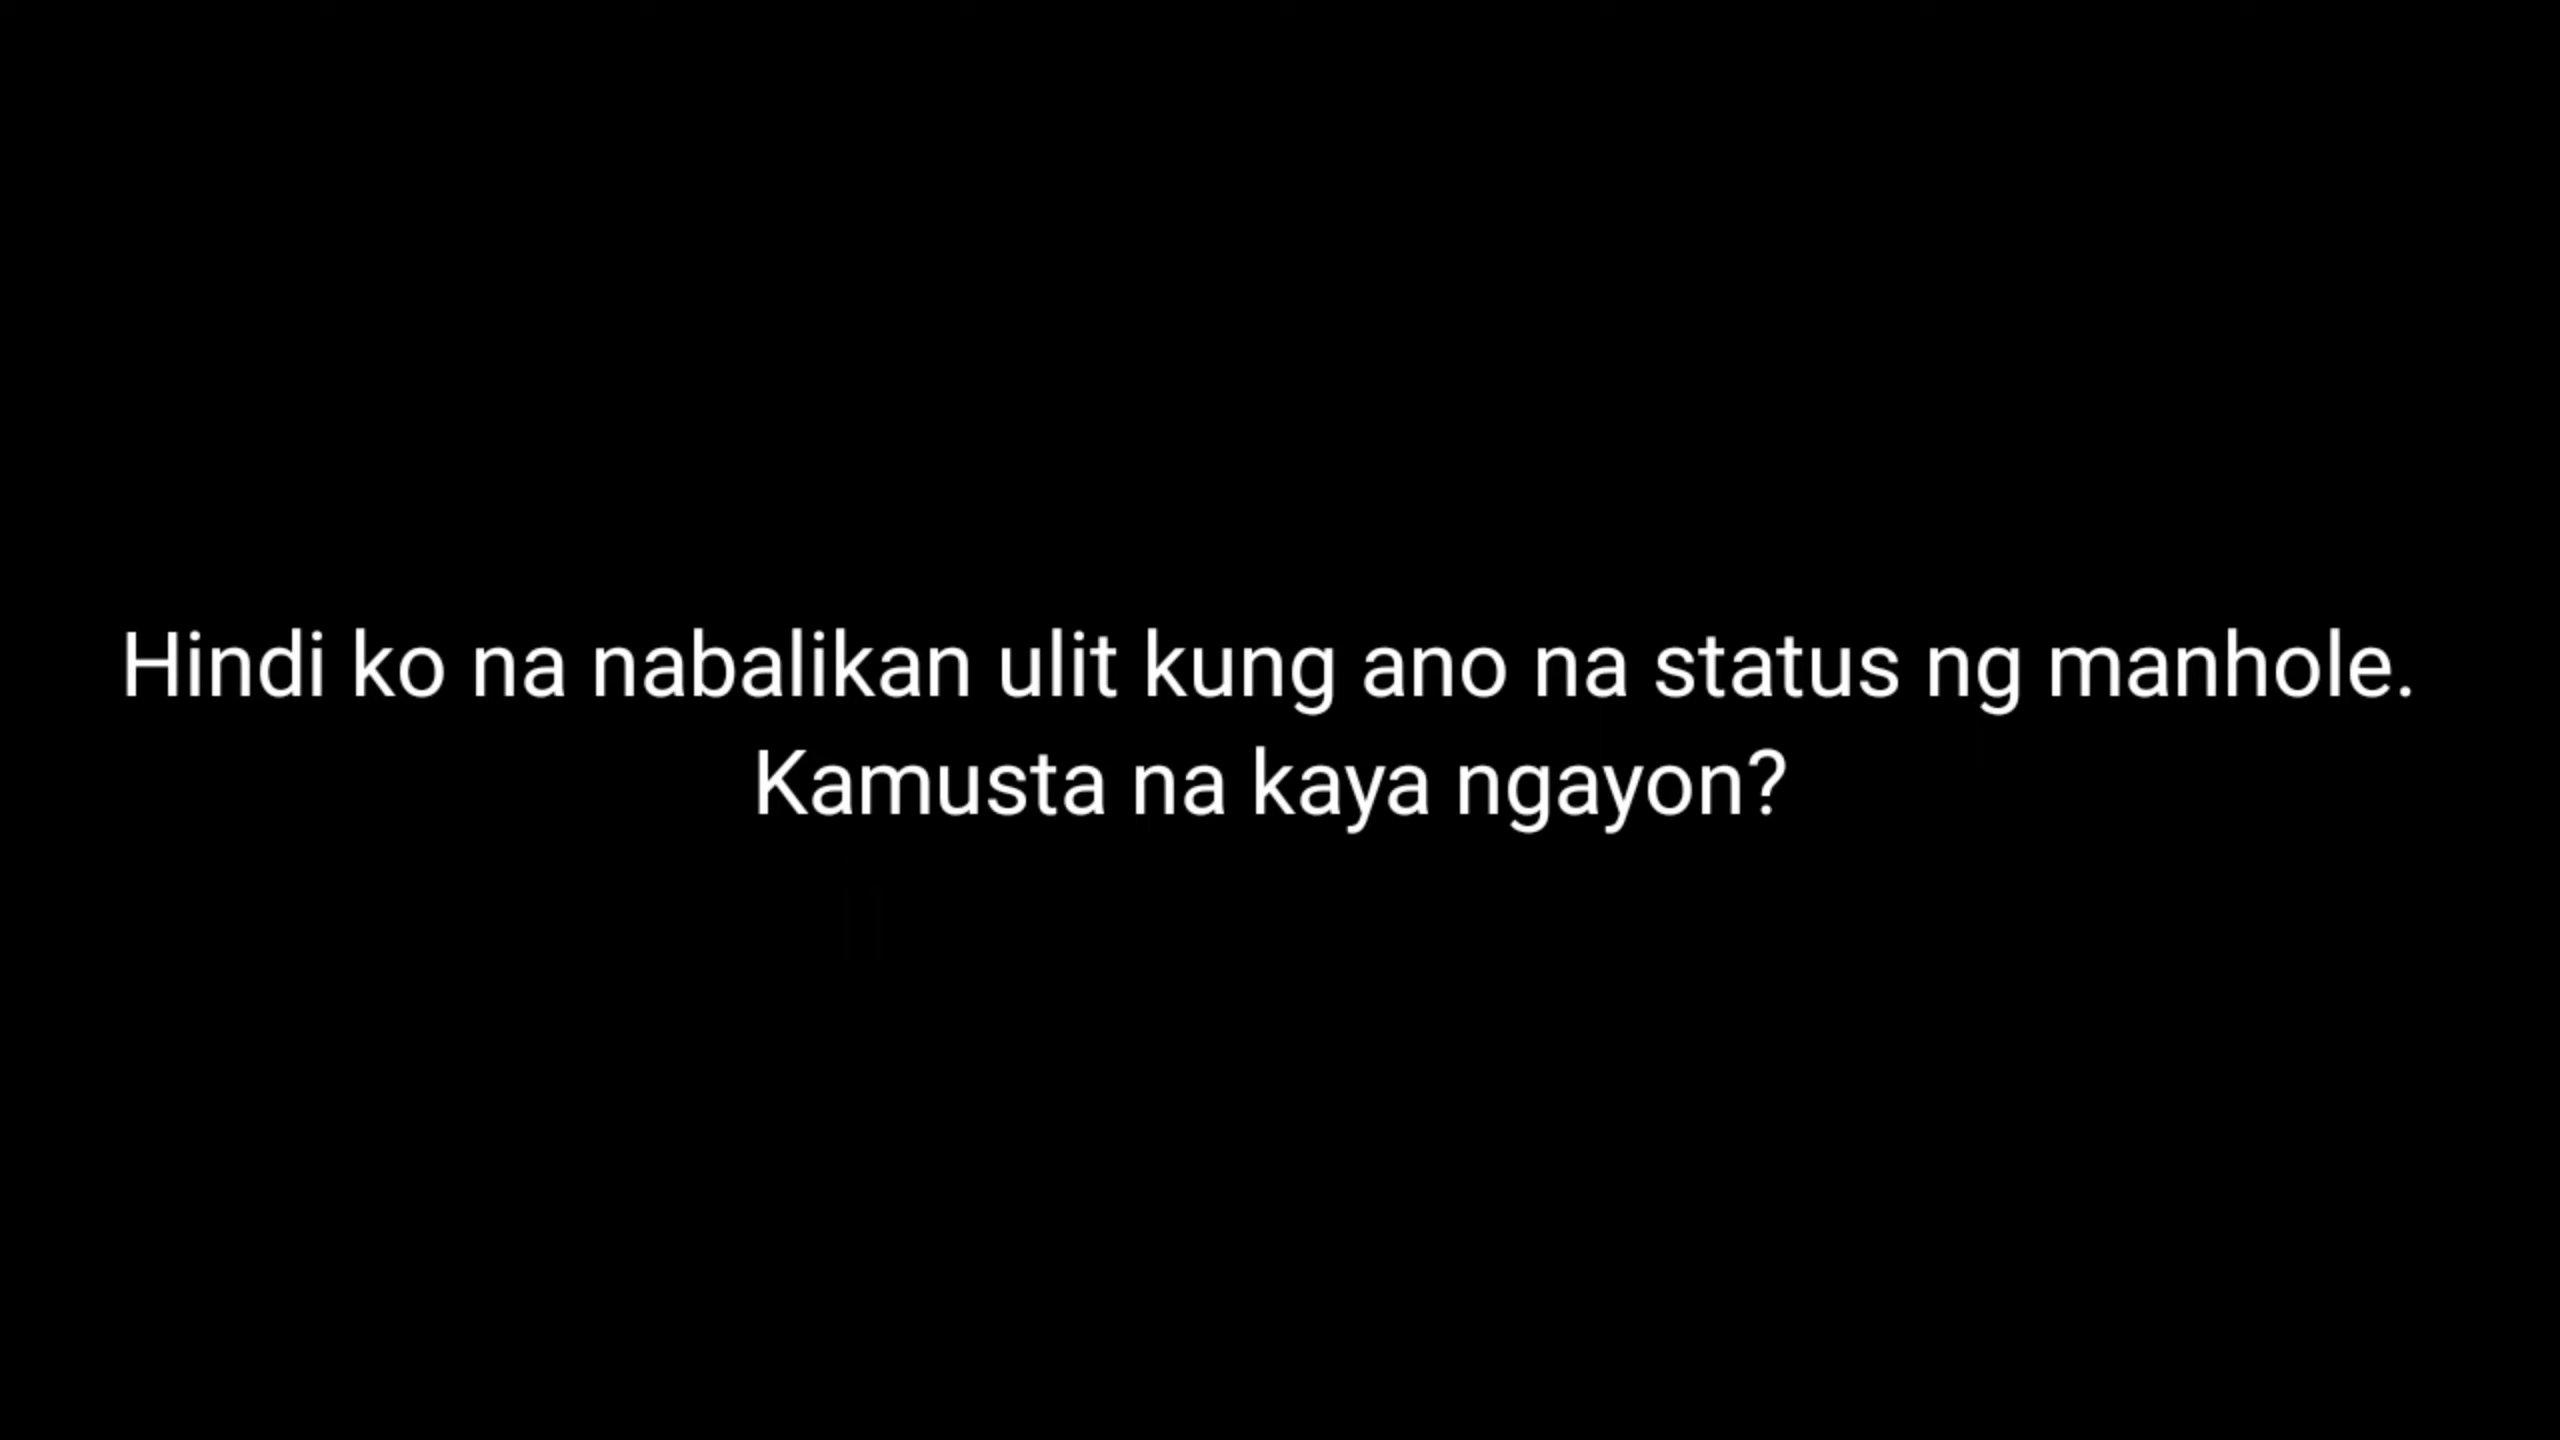 Hindi ko na nabalikan ulit kung ano na status ng manhole.
Kamusta na kaya ngayon?